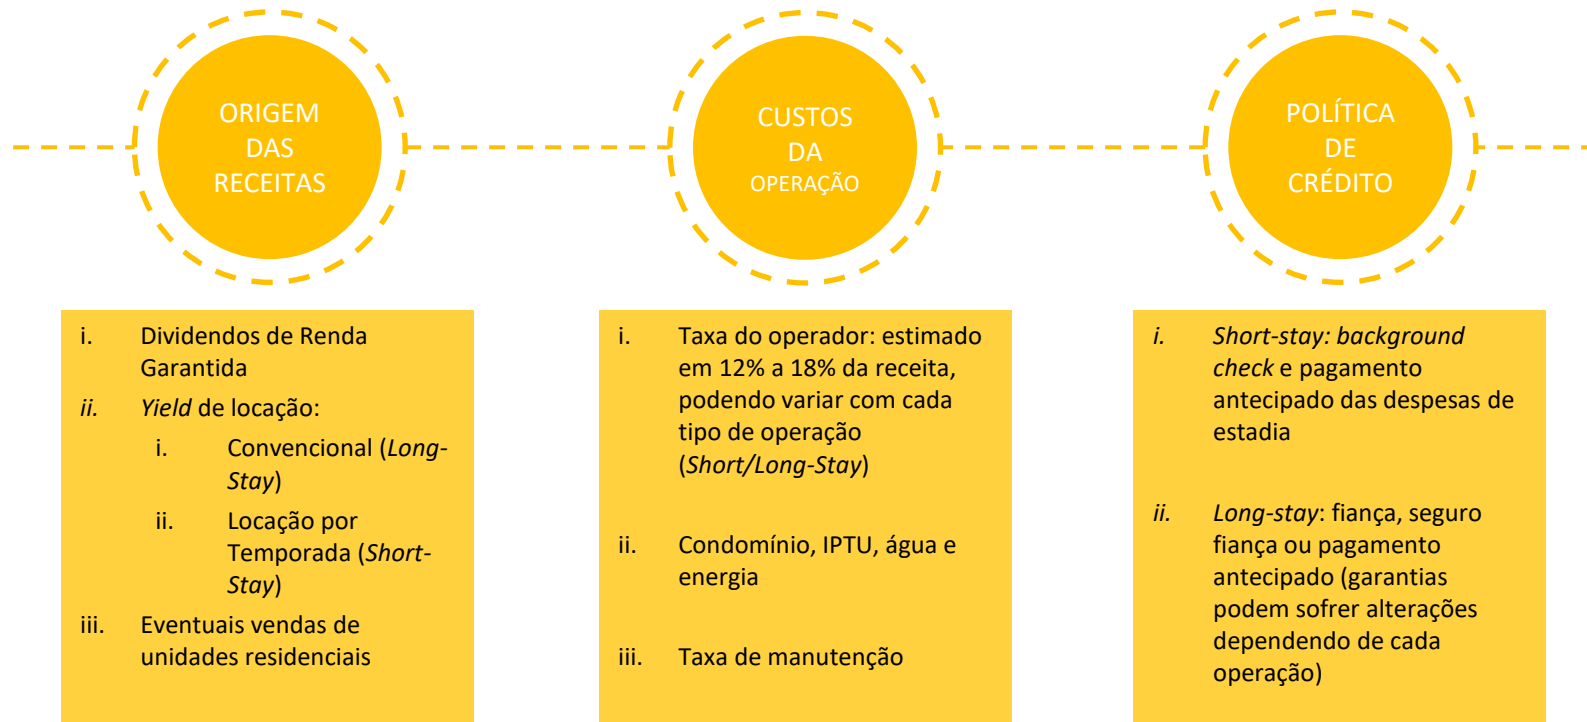 ORIGEM
DAS
RECEITAS
i. Dividendos de Renda
Garantida
ii. Yield de locação:
i. Convencional (Long-
Stay)
ii. Locação por
Temporada (Short-
Stay)
iii. Eventuais vendas de
unidades residenciais
CUSTOS
DA
OPERAÇÃO
i. Taxa do operador: estimado
em 12% a 18% da receita,
podendo variar com cada
tipo de operação
(Short/Long-Stay)
ii. Condomínio, IPTU, água e
energia
iii. Taxa de manutenção
POLÍTICA
DE
CRÉDITO
i. Short-stay: background
check e pagamento
antecipado das despesas de
estadia
ii. Long-stay: fiança, seguro
fiança ou pagamento
antecipado (garantias
podem sofrer alterações
dependendo de cada
operação)